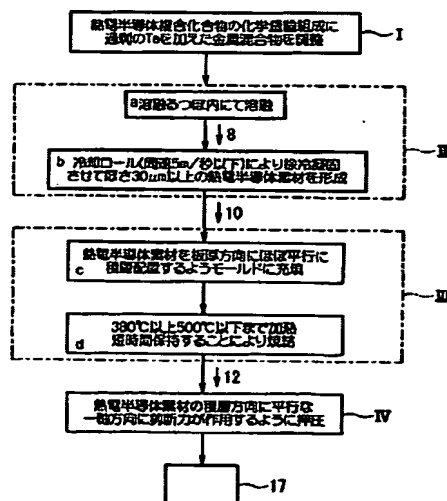 熱電半導体複合化合物の化学量論組成に
過剰のTeを加えた金属混合物を調整
I
a 溶融るつぼ内にて溶融
8
II
b 冷却ロール(周速5m/秒以下)により徐冷凝固
させて厚さ30μm以上の熱電半導体素材を形成
10
熱電半導体素材を板厚方向にほぼ平行に
積層配置するようモールドに充填
c
III
380℃以上500℃以下まで加熱
短時間保持することにより焼結
d
12
熱電半導体素材の積層方向に平行な
一軸方向に剪断力が作用するように押圧
IV
17